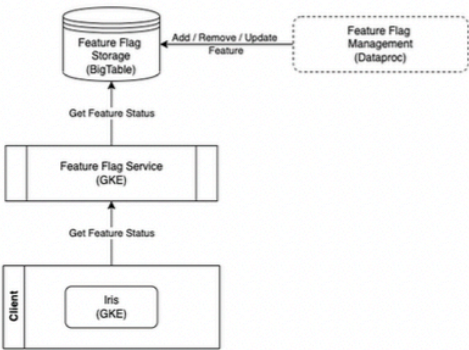 Feature Flag
Storage
(BigTable)
Add / Remove / Update
Feature
Feature Flag
Management
(Dataproc)
Get Feature Status
Feature Flag Service
(GKE)
Get Feature Status
Client
Iris
(GKE)